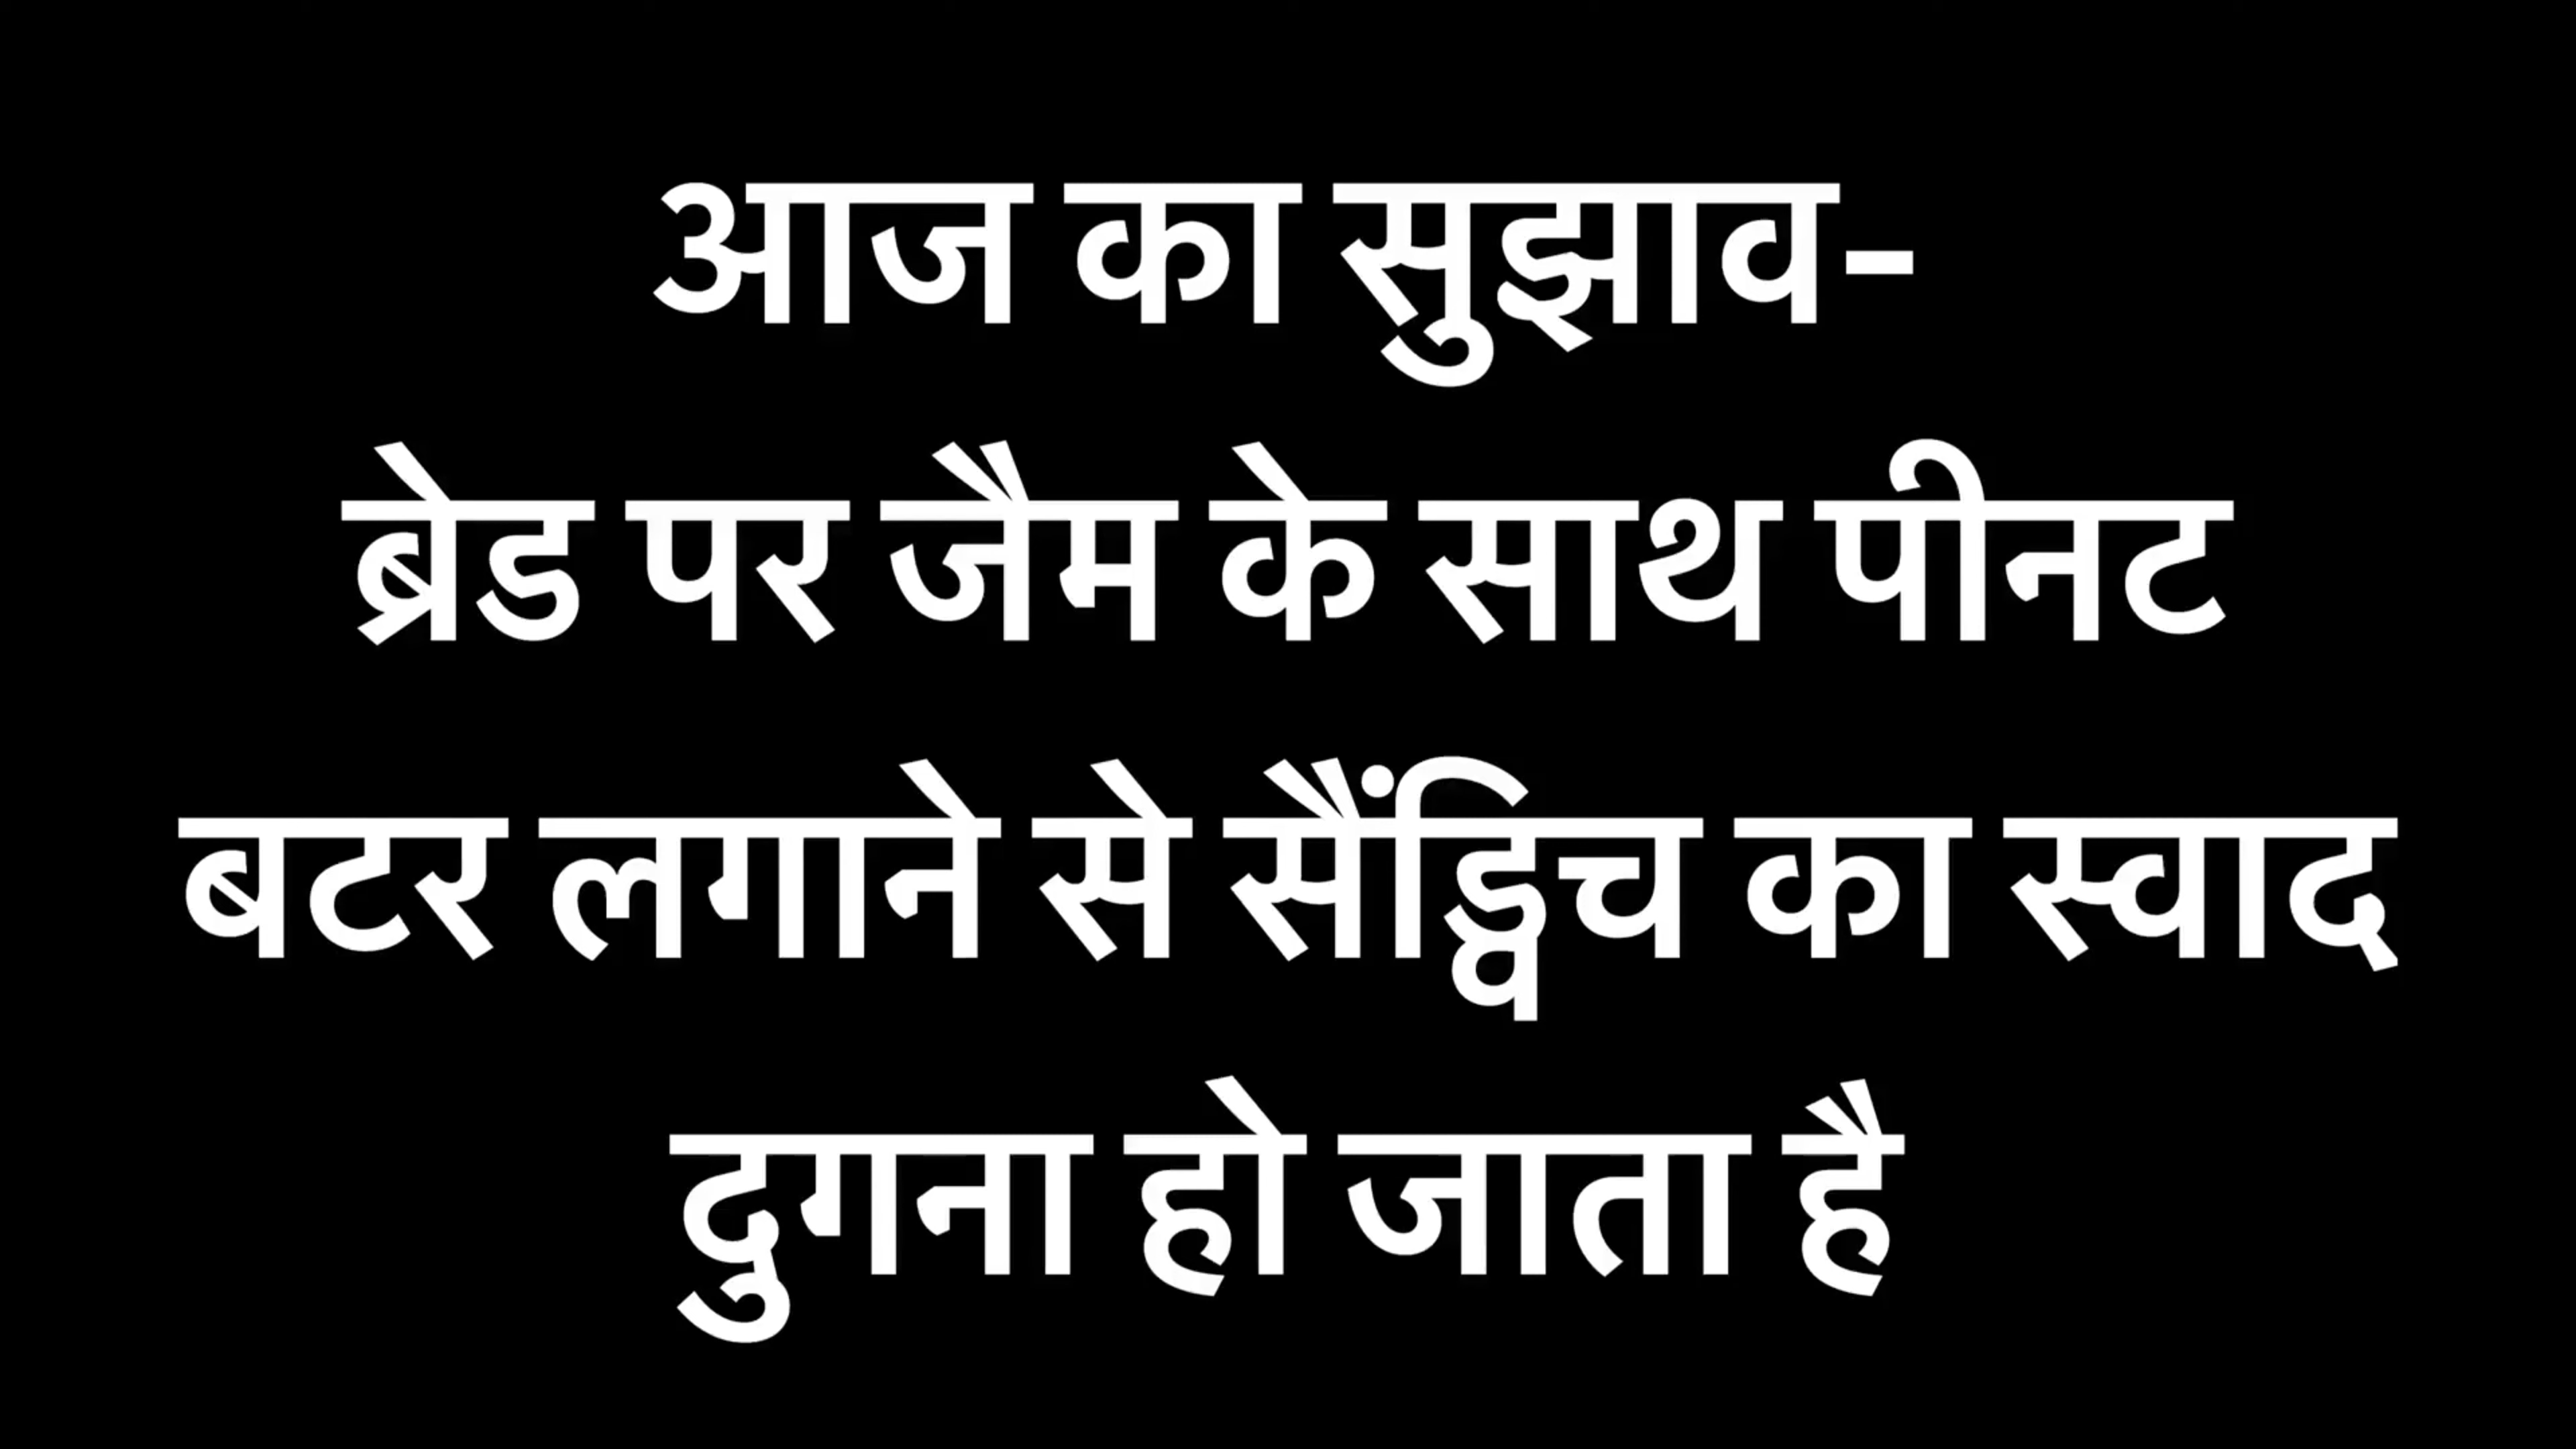 आज का सुझाव-
ब्रेड पर जैम के साथ पीनट
बटर लगाने से सैंड्विच का स्वाद
दुगना हो जाता है